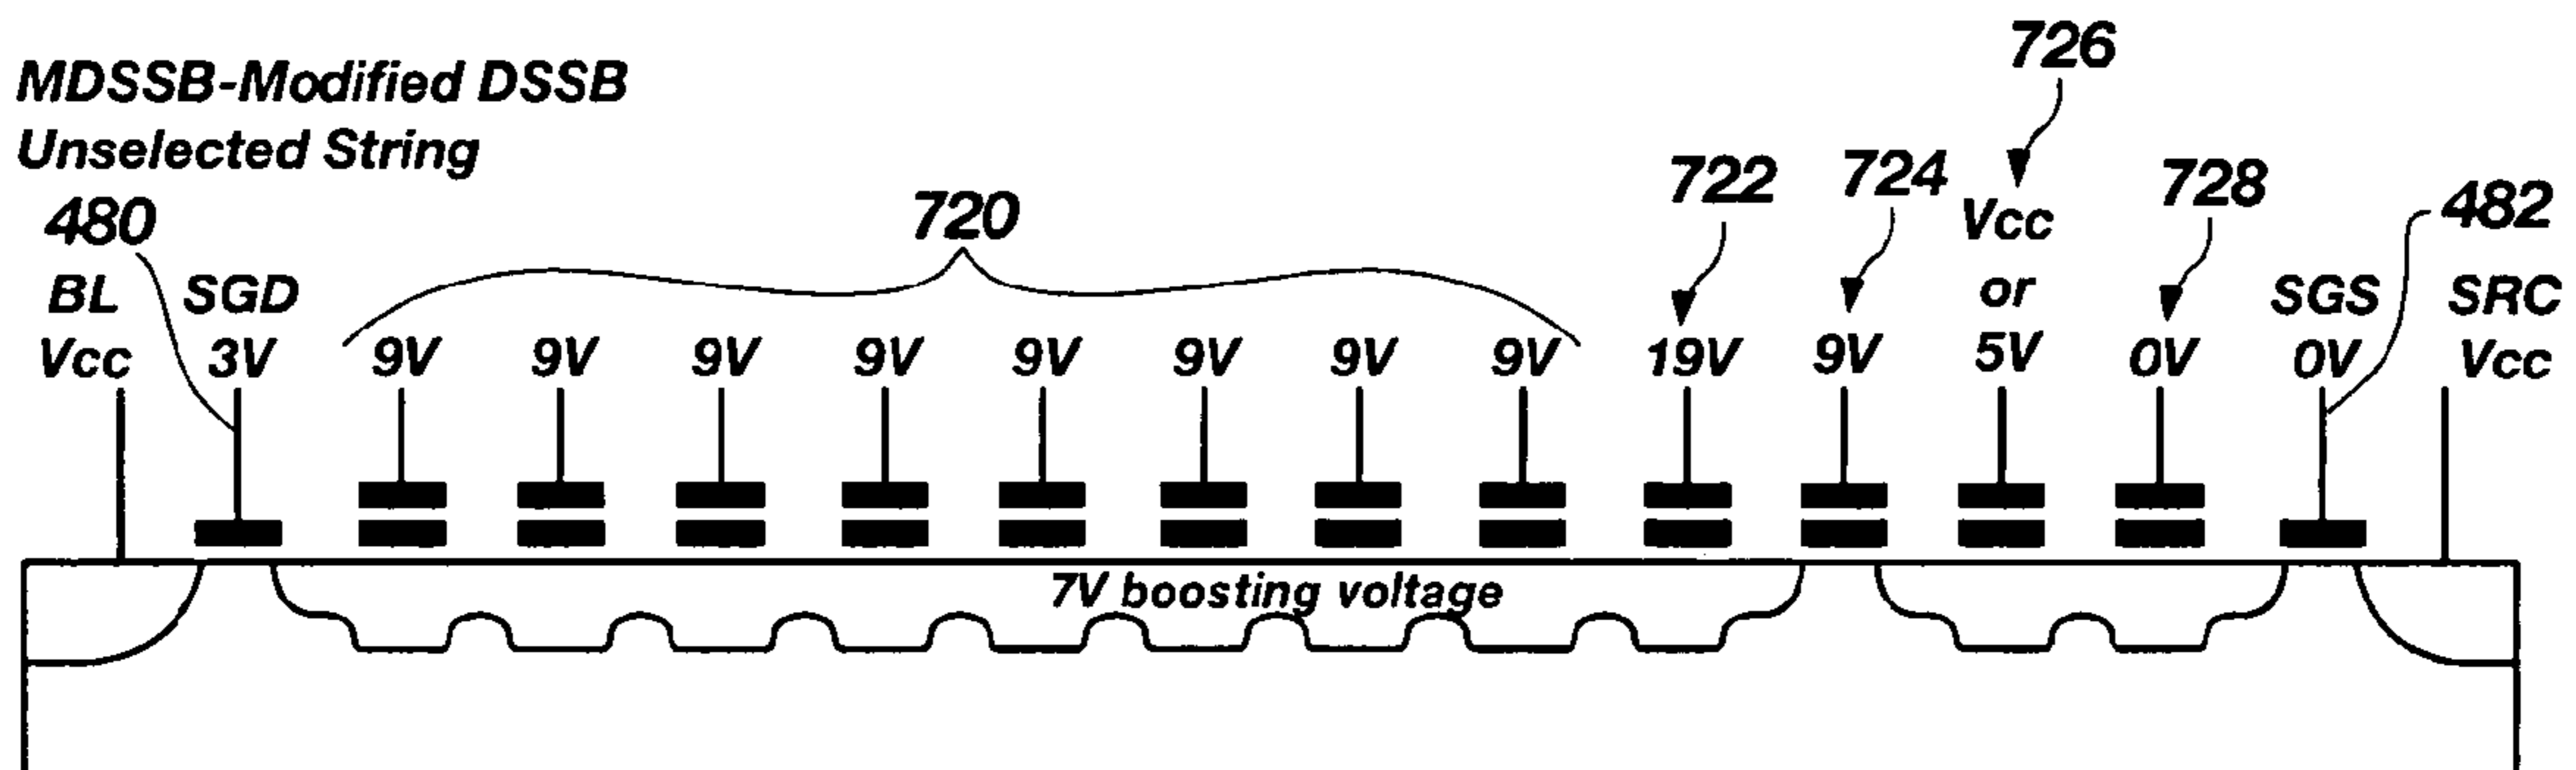 MDSSB-Modified DSSB
Unselected String
726
722 724 Vcc 728 482
480 720
BL SGD or SGS SRC
Vcc 3V 9V 9V 9V 9V 9V 9V 9V 9V 19V 9V 5V 0V 0V Vcc
7V boosting voltage